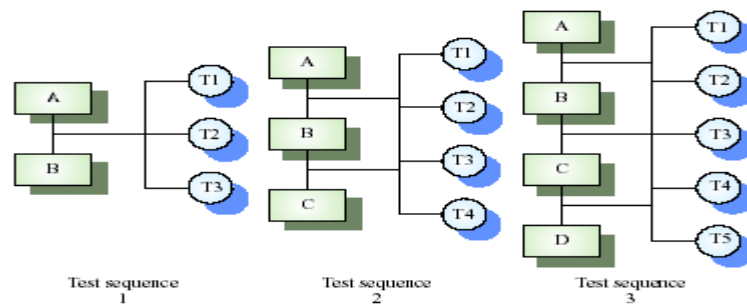 A
B
T1
T2
T3
Test sequence
1
A
B
C
T1
T2
T3
T4
Test sequence
2
A
B
C
D
T1
T2
T3
T4
T5
Test sequence
3